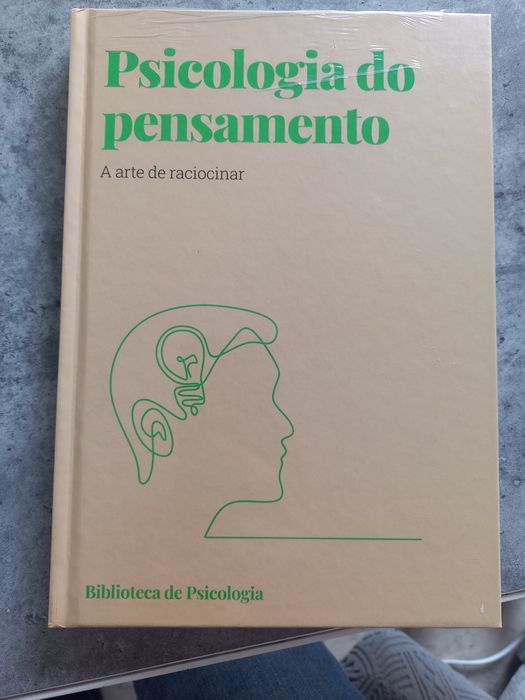 Psicologia do
pensamento
A arte de raciocinar
Biblioteca de Psicologia